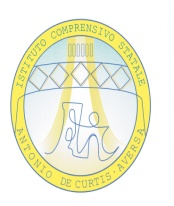 ISTITUTO COMPRENSIVO STATALE
ANTONIO DE CURTIS - AVERSA